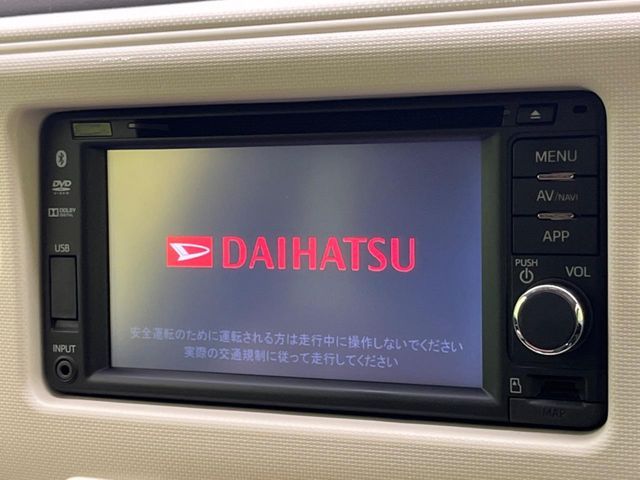 MENU
AV/NAVI
APP
PUSH
VOL
DVD
DOLBY
DIGITAL
USB
INPUT
DAIHATSU
安全運転のために運転される方は走行中に操作しないでください
実際の交通規制に従って走行してください
MAP